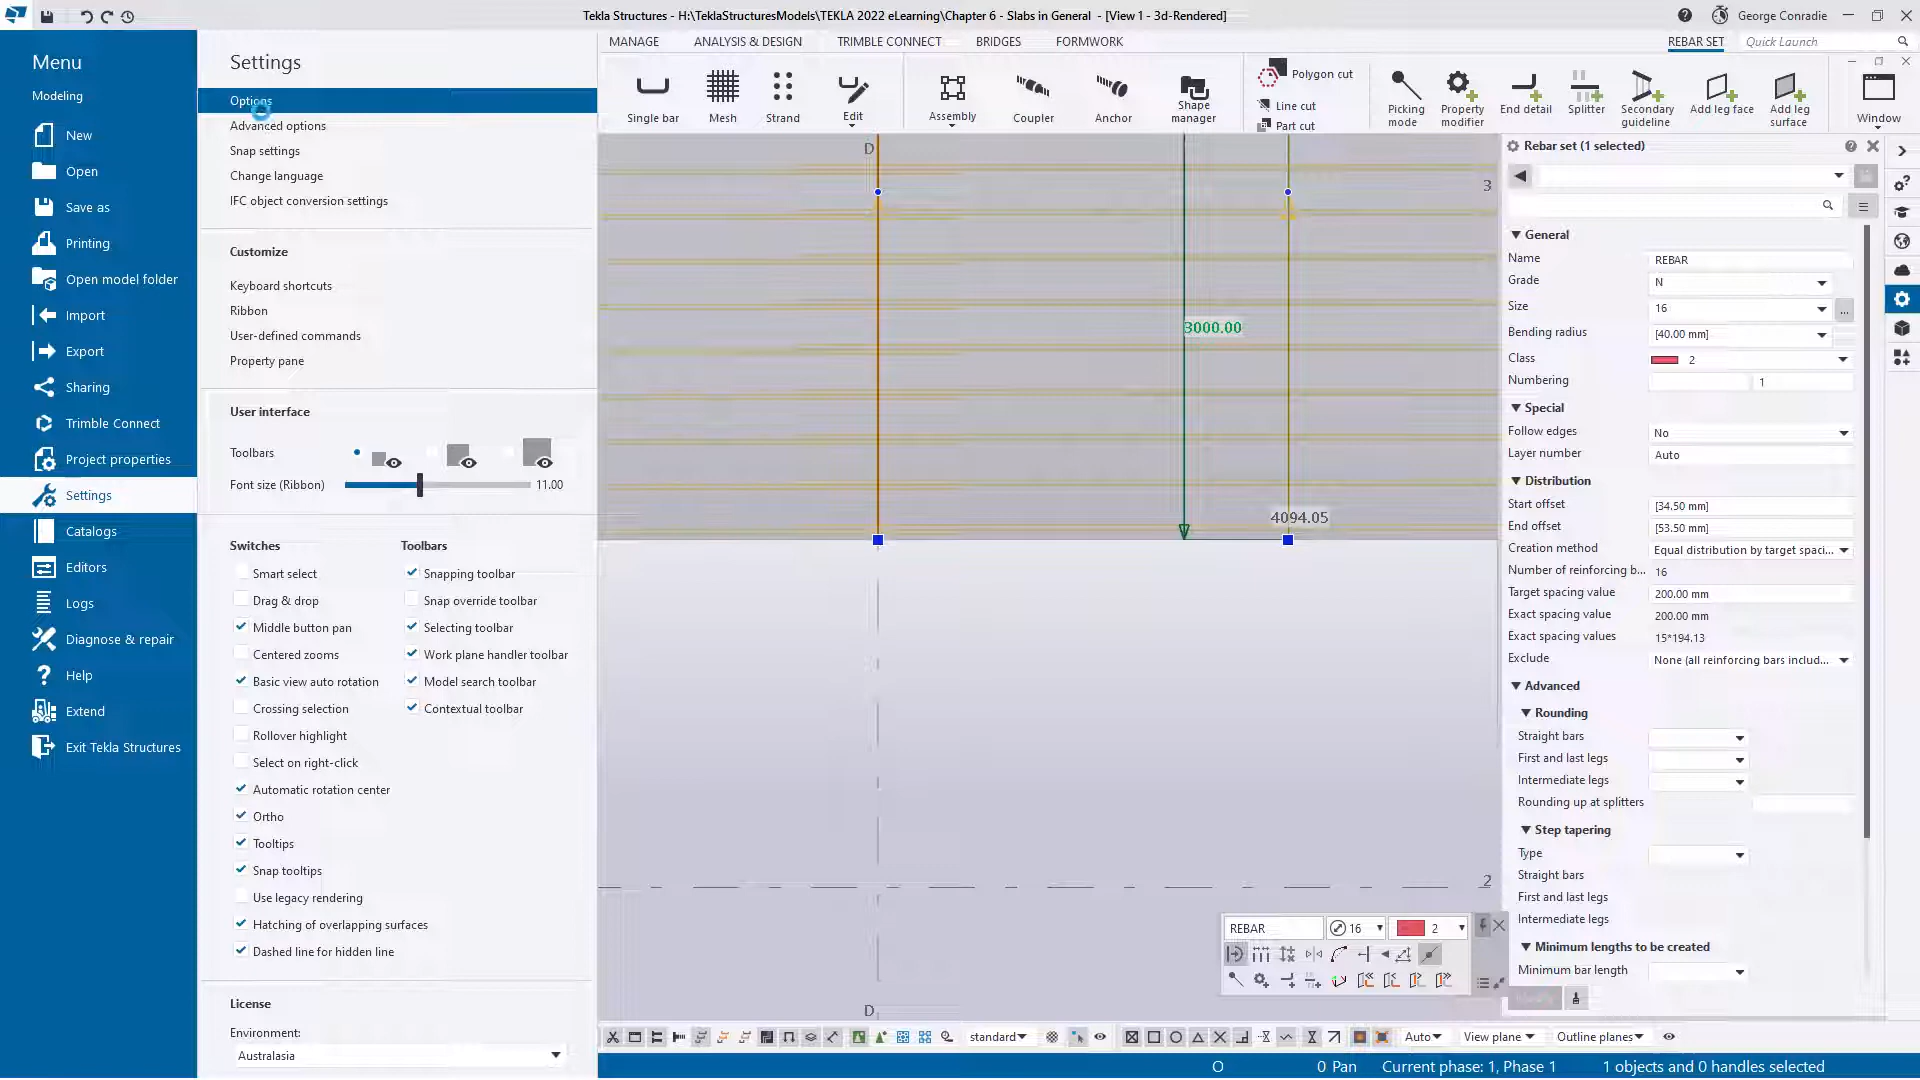 Tekla Structures - H:\TeklaStructuresModels\TEKLA 2022 eLearning\Chapter 6 - Slabs in General - [View 1 - 3d-Rendered]
George Conradie
Menu
Modeling
New
Open
Save as
Printing
Open model folder
Import
Export
Sharing
Trimble Connect
Project properties
Settings
Catalogs
Editors
Logs
Diagnose & repair
Help
Extend
Exit Tekla Structures
Settings
Options
Advanced options
Snap settings
Change language
IFC object conversion settings
Customize
Keyboard shortcuts
Ribbon
User-defined commands
Property pane
User interface
Toolbars
Font size (Ribbon) 11.00
Switches
Smart select
Drag & drop
Middle button pan
Centered zooms
Basic view auto rotation
Crossing selection
Rollover highlight
Select on right-click
Automatic rotation center
Ortho
Tooltips
Snap tooltips
Use legacy rendering
Hatching of overlapping surfaces
Dashed line for hidden line
Toolbars
Snapping toolbar
Snap override toolbar
Selecting toolbar
Work plane handler toolbar
Model search toolbar
Contextual toolbar
License
Environment:
Australasia
MANAGE ANALYSIS & DESIGN TRIMBLE CONNECT BRIDGES FORMWORK REBAR SET Quick Launch
Single bar
Mesh
Strand
Edit
Assembly
Coupler
Anchor
Shape manager
Polygon cut
Line cut
Part cut
Picking mode
Property modifier
End detail
Splitter
Secondary guideline
Add leg face
Add leg surface
Window
D
3
3000.00
4094.05
2
D
REBAR 16 2
Rebar set (1 selected)
General
Name REBAR
Grade N
Size 16 ...
Bending radius [40.00 mm]
Class 2
Numbering 1
Special
Follow edges No
Layer number Auto
Distribution
Start offset [34.50 mm]
End offset [53.50 mm]
Creation method Equal distribution by target spaci...
Number of reinforcing b... 16
Target spacing value 200.00 mm
Exact spacing value 200.00 mm
Exact spacing values 15*194.13
Exclude None (all reinforcing bars includ...
Advanced
Rounding
Straight bars
First and last legs
Intermediate legs
Rounding up at splitters
Step tapering
Type
Straight bars
First and last legs
Intermediate legs
Minimum lengths to be created
Minimum bar length
standard Auto View plane Outline planes
O 0 Pan Current phase: 1, Phase 1 1 objects and 0 handles selected